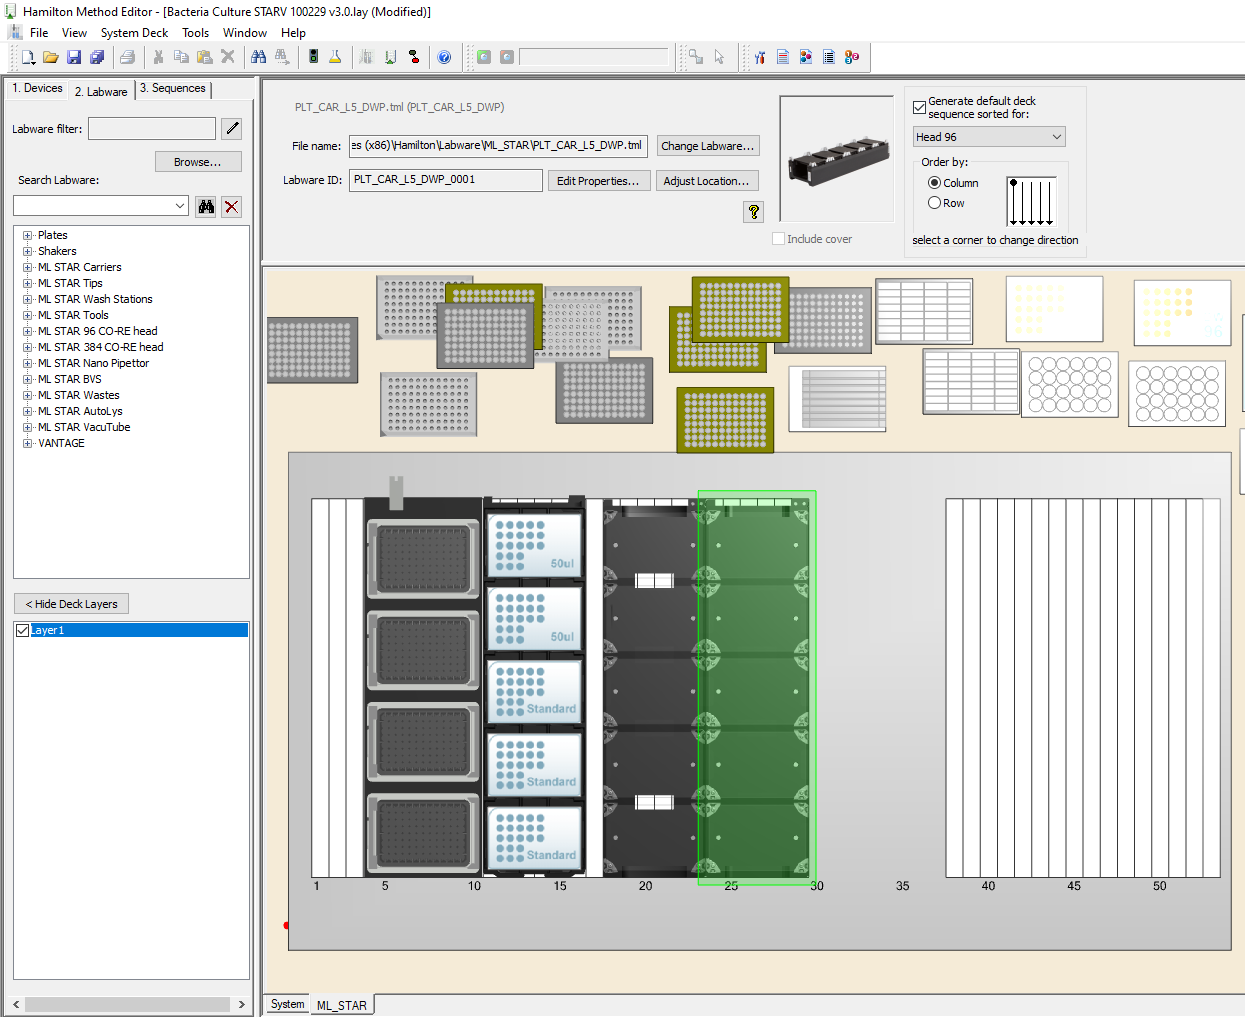 Hamilton Method Editor - [Bacteria Culture STARV 100229 v3.0.lay (Modified)]
File View System Deck Tools Window Help
1. Devices 2. Labware 3. Sequences
Labware filter:
Browse...
Search Labware:
Plates
Shakers
ML STAR Carriers
ML STAR Tips
ML STAR Wash Stations
ML STAR Tools
ML STAR 96 CO-RE head
ML STAR 384 CO-RE head
ML STAR Nano Pipettor
ML STAR BVS
ML STAR Wastes
ML STAR AutoLys
ML STAR VacuTube
VANTAGE
< Hide Deck Layers
Layer1
PLT_CAR_L5_DWP.tml (PLT_CAR_L5_DWP)
File name: es (x86)\Hamilton\Labware\ML_STAR\PLT_CAR_L5_DWP.tml Change Labware...
Labware ID: PLT_CAR_L5_DWP_0001 Edit Properties... Adjust Location...
?
Include cover
Generate default deck
sequence sorted for:
Head 96
Order by:
Column
Row
select a corner to change direction
50ul
50ul
Standard
Standard
Standard
1 5 10 15 20 25 30 35 40 45 50
System ML_STAR